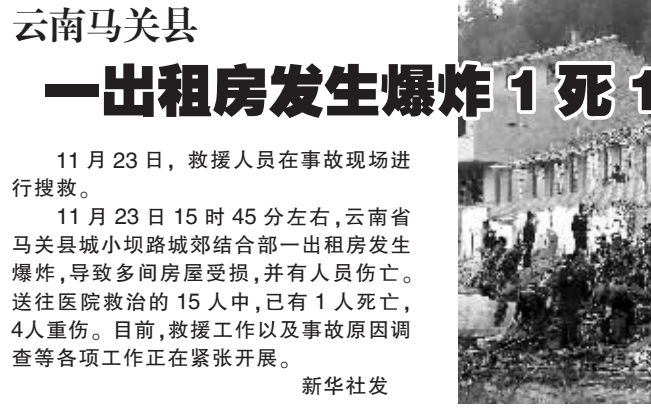 云南马关县
一出租房发生爆炸1死1
11月23日，救援人员在事故现场进
行搜救。
11月23日15时45分左右,云南省
马关县城小坝路城郊结合部一出租房发生
爆炸,导致多间房屋受损,并有人员伤亡。
送往医院救治的15人中,已有1人死亡,
4人重伤。目前,救援工作以及事故原因调
查等各项工作正在紧张开展。
新华社发